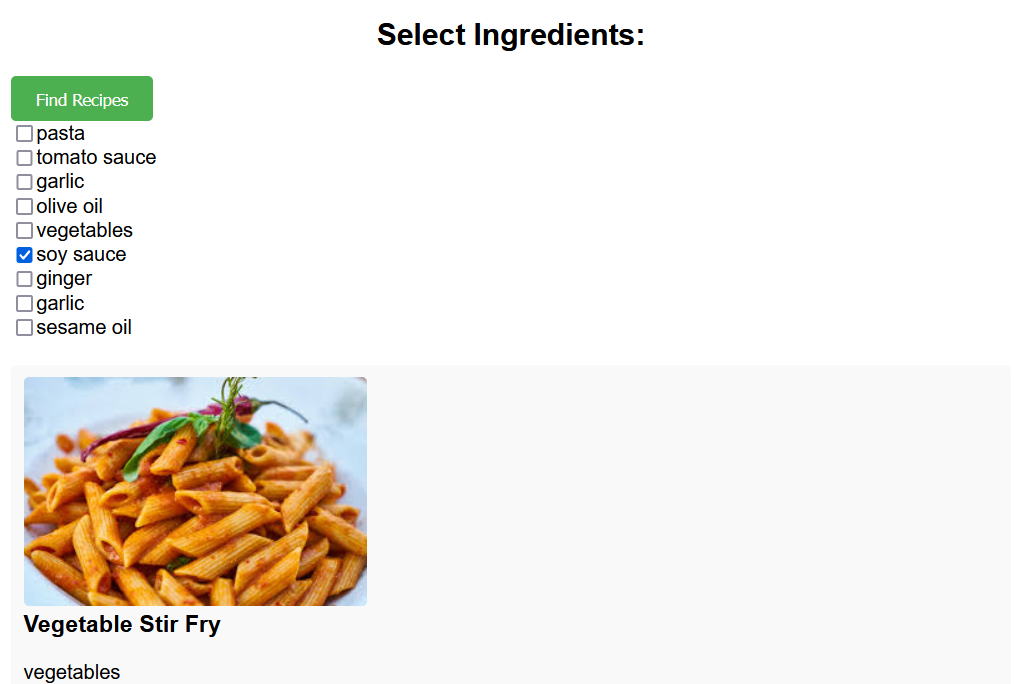 Select Ingredients:
Find Recipes
pasta
tomato sauce
garlic
olive oil
vegetables
soy sauce
ginger
garlic
sesame oil
Vegetable Stir Fry
vegetables